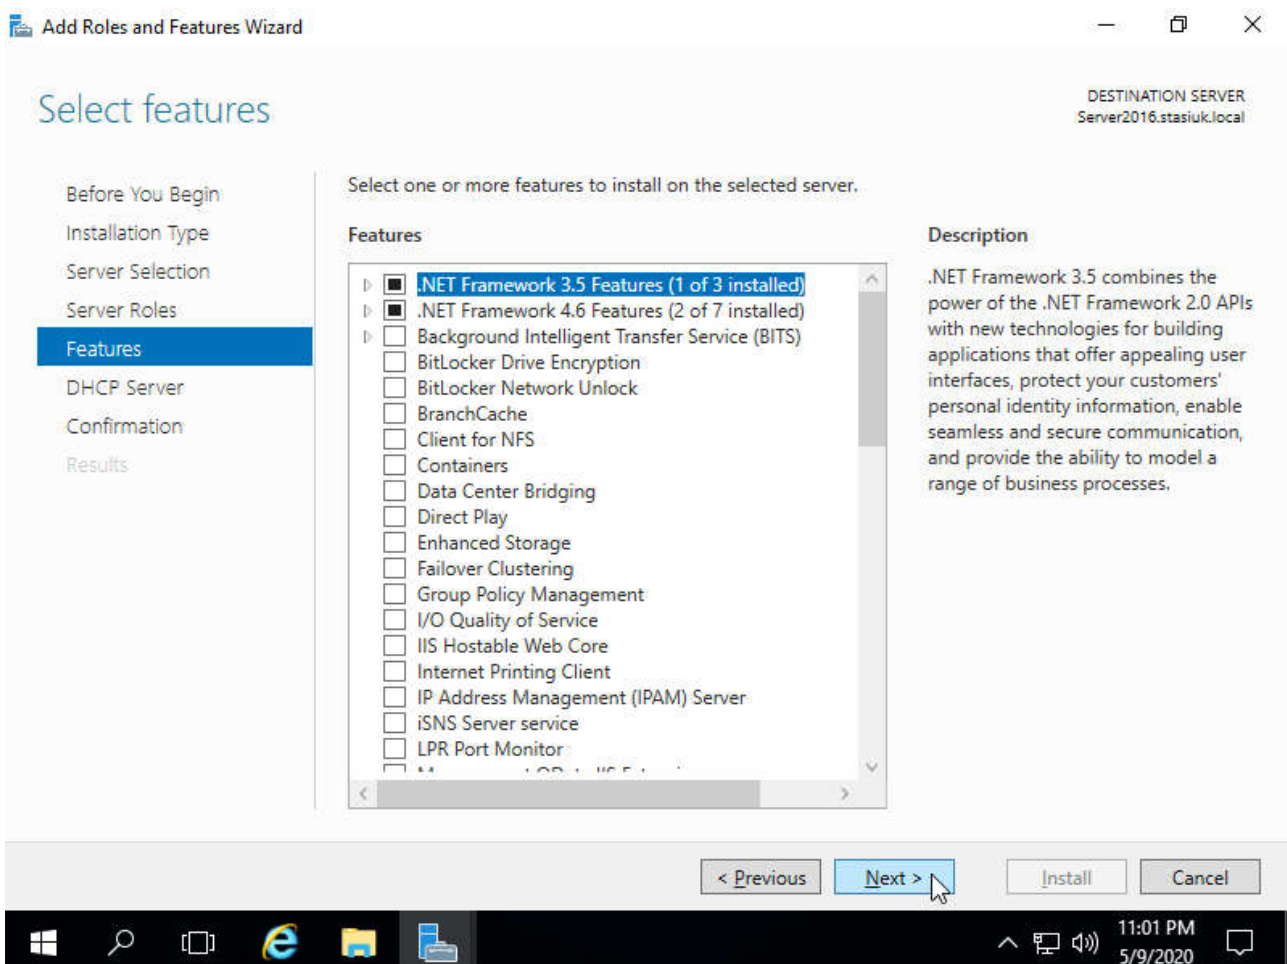 Add Roles and Features Wizard
Select features
DESTINATION SERVER
Server2016.stasiuk.local
Before You Begin
Installation Type
Server Selection
Server Roles
Features
DHCP Server
Confirmation
Results
Select one or more features to install on the selected server.
Features
.NET Framework 3.5 Features (1 of 3 installed)
.NET Framework 4.6 Features (2 of 7 installed)
Background Intelligent Transfer Service (BITS)
BitLocker Drive Encryption
BitLocker Network Unlock
BranchCache
Client for NFS
Containers
Data Center Bridging
Direct Play
Enhanced Storage
Failover Clustering
Group Policy Management
I/O Quality of Service
IIS Hostable Web Core
Internet Printing Client
IP Address Management (IPAM) Server
iSNS Server service
LPR Port Monitor
Description
.NET Framework 3.5 combines the
power of the .NET Framework 2.0 APIs
with new technologies for building
applications that offer appealing user
interfaces, protect your customers'
personal identity information, enable
seamless and secure communication,
and provide the ability to model a
range of business processes.
< Previous
Next >
Install
Cancel
11:01 PM
5/9/2020